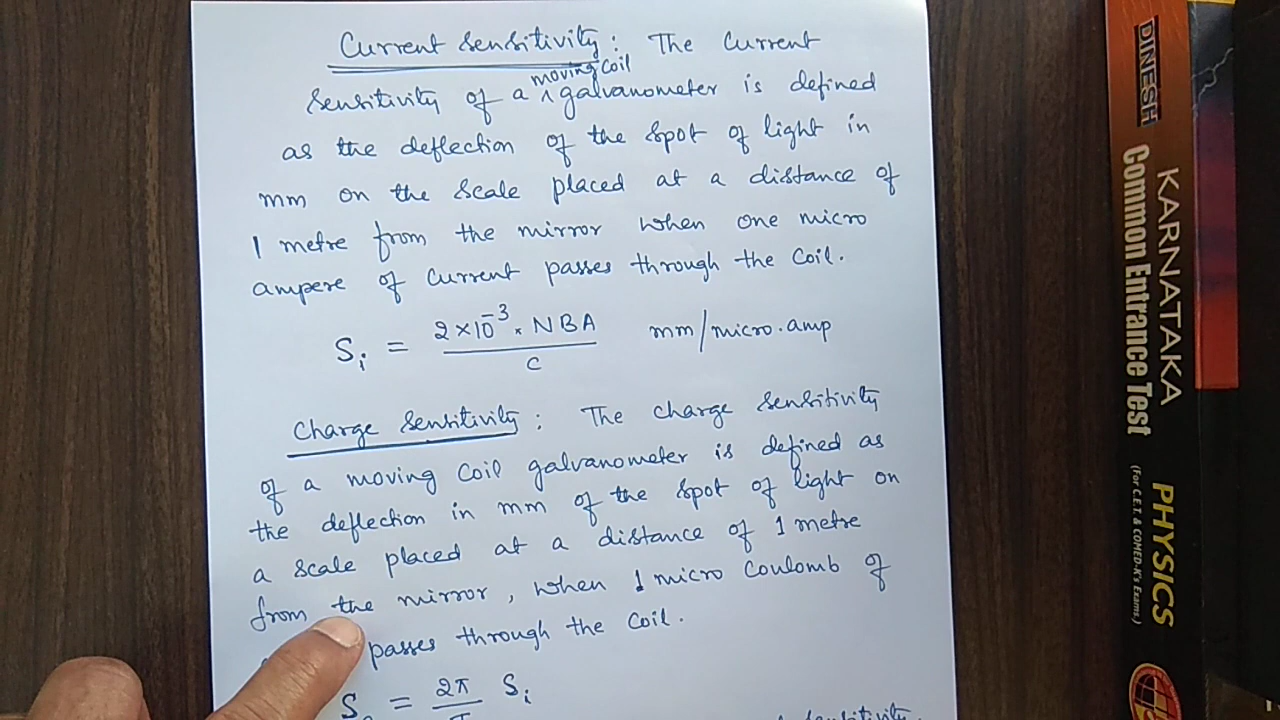 Current Sensitivity : The Current
moving coil
Sensitivity of a ^ galvanometer is defined
as the deflection of the spot of light in
mm on the scale placed at a distance of
1 metre from the mirror when one micro
ampere of current passes through the coil.
Si = 2 × 10⁻³ × NBA / C mm/micro.amp
Charge Sensitivity : The charge sensitivity
of a moving coil galvanometer is defined as
the deflection in mm of the spot of light on
a scale placed at a distance of 1 metre
from the mirror, when 1 micro Coulomb of
passes through the coil.
S = 2π Si
sensitivity
DINESH
KARNATAKA
Common Entrance Test
(For C.E.T. & COMED-K's Exams.)
PHYSICS